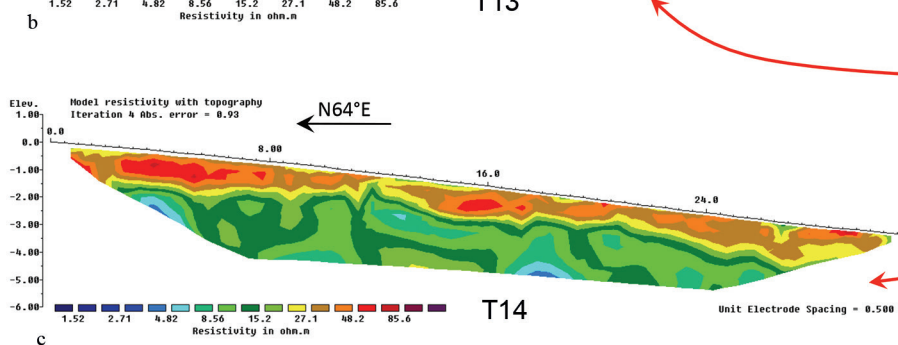 1.52 2.71 4.82 8.56 15.2 27.1 48.2 85.6
Resistivity in ohm.m
T13
b
Elev.
Model resistivity with topography
Iteration 4 Abs. error = 0.93
N64°E
1.00
0.0
-1.00
-2.00
-3.00
-4.00
-5.00
-6.00
0.0
8.00
16.0
24.0
1.52 2.71 4.82 8.56 15.2 27.1 48.2 85.6
Resistivity in ohm.m
T14
Unit Electrode Spacing = 0.500
c